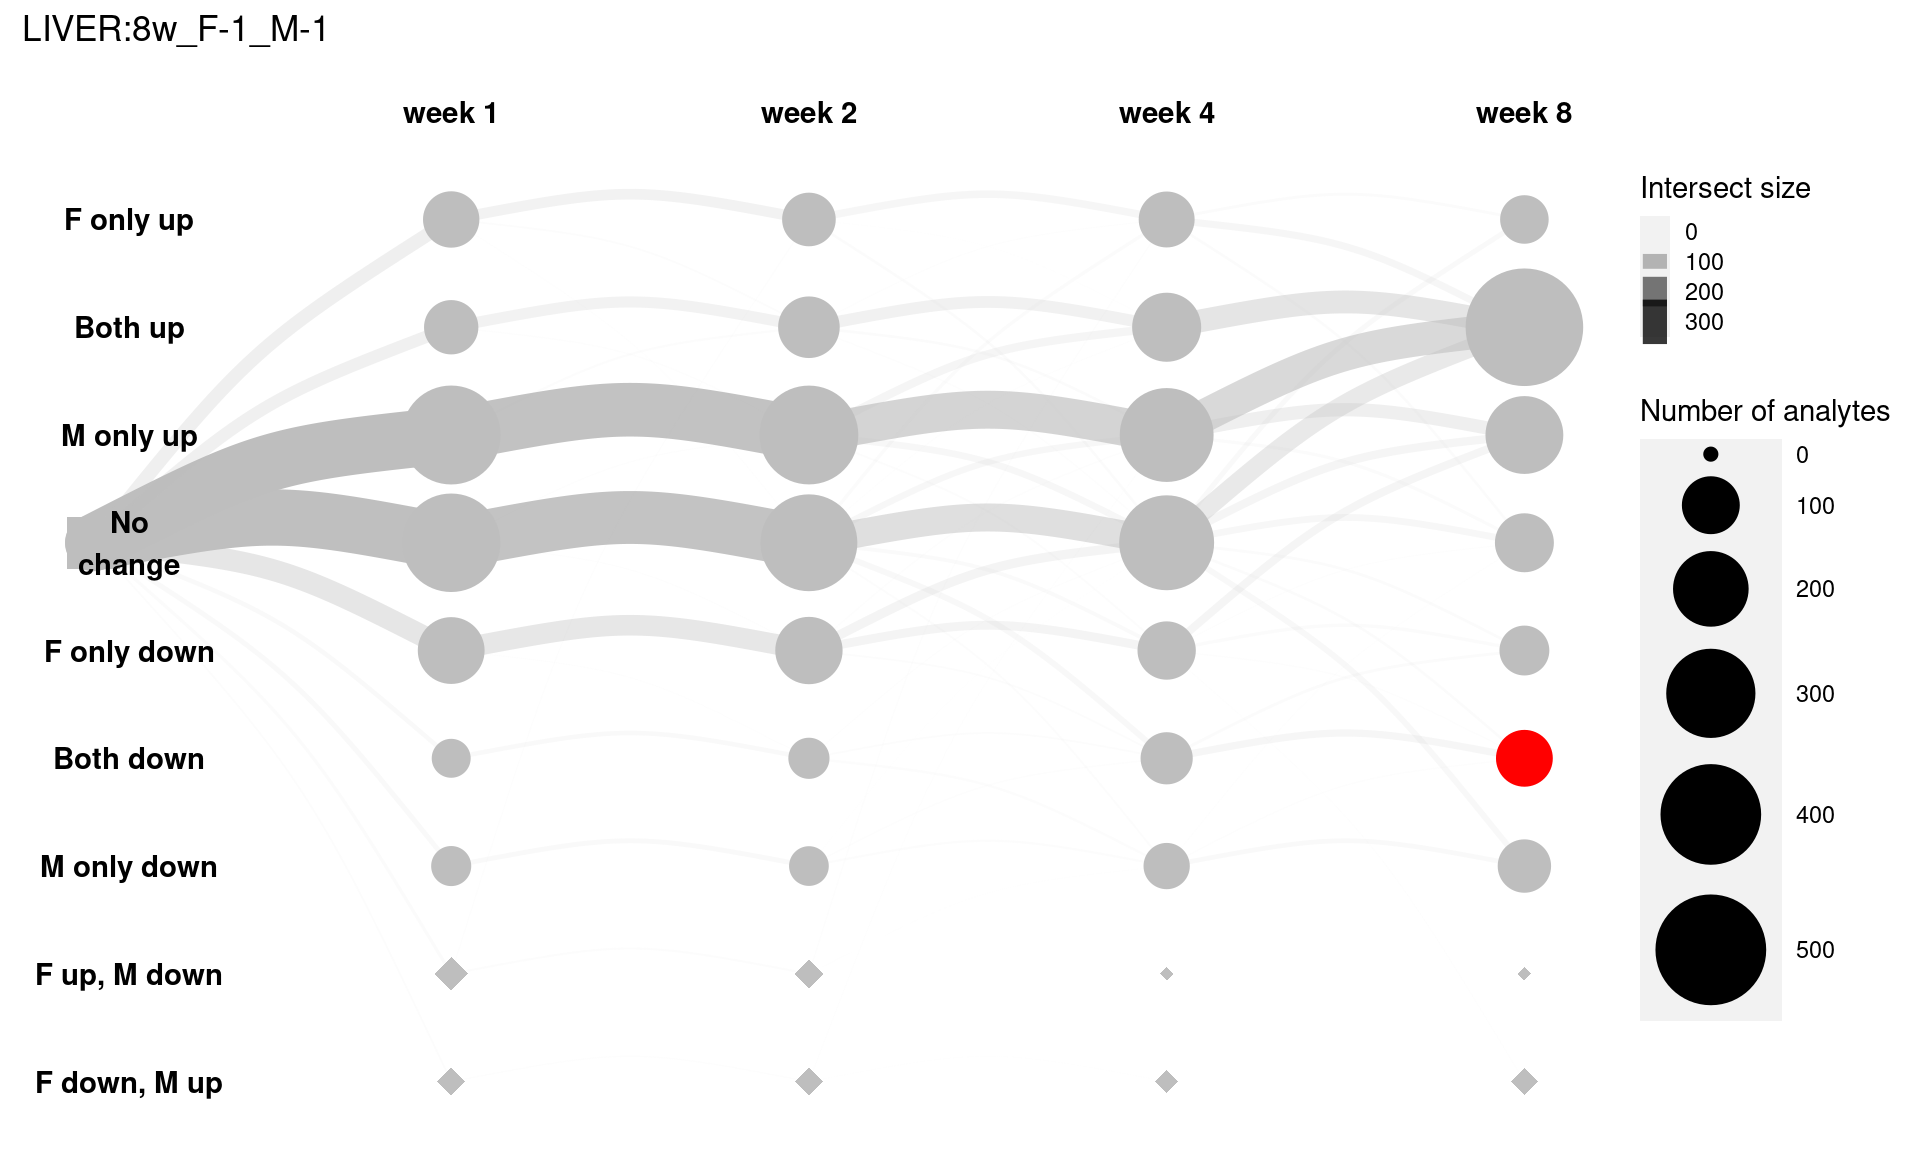 LIVER:8w_F-1_M-1
week 1
week 2
week 4
week 8
F only up
Both up
M only up
No
change
F only down
Both down
M only down
F up, M down
F down, M up
Intersect size
0
100
200
300
Number of analytes
0
100
200
300
400
500